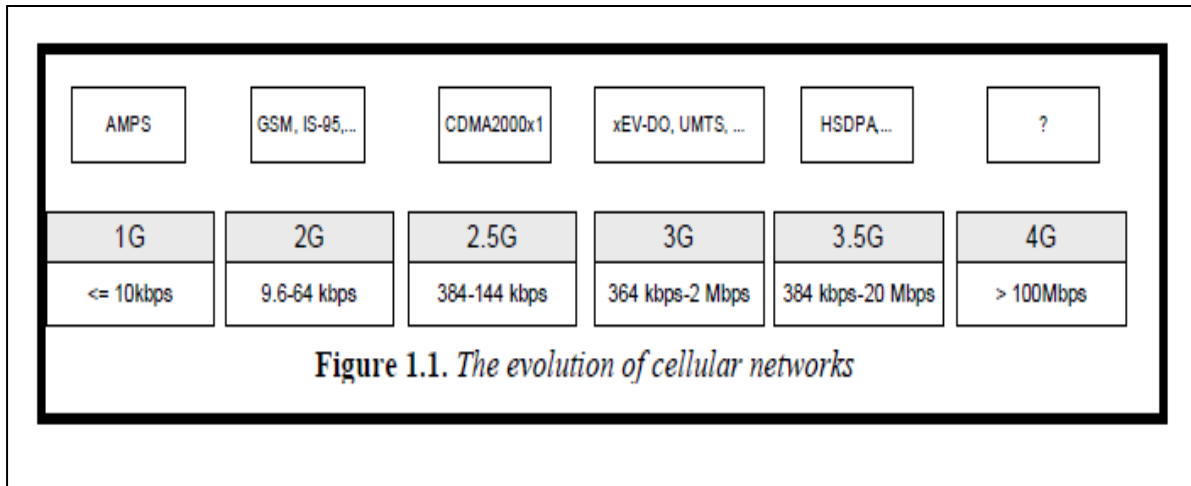 AMPS GSM, IS-95,... CDMA2000x1 xEV-DO, UMTS, ... HSDPA,... ?
1G 2G 2.5G 3G 3.5G 4G
<= 10kbps 9.6-64 kbps 384-144 kbps 364 kbps-2 Mbps 384 kbps-20 Mbps > 100Mbps
Figure 1.1. The evolution of cellular networks